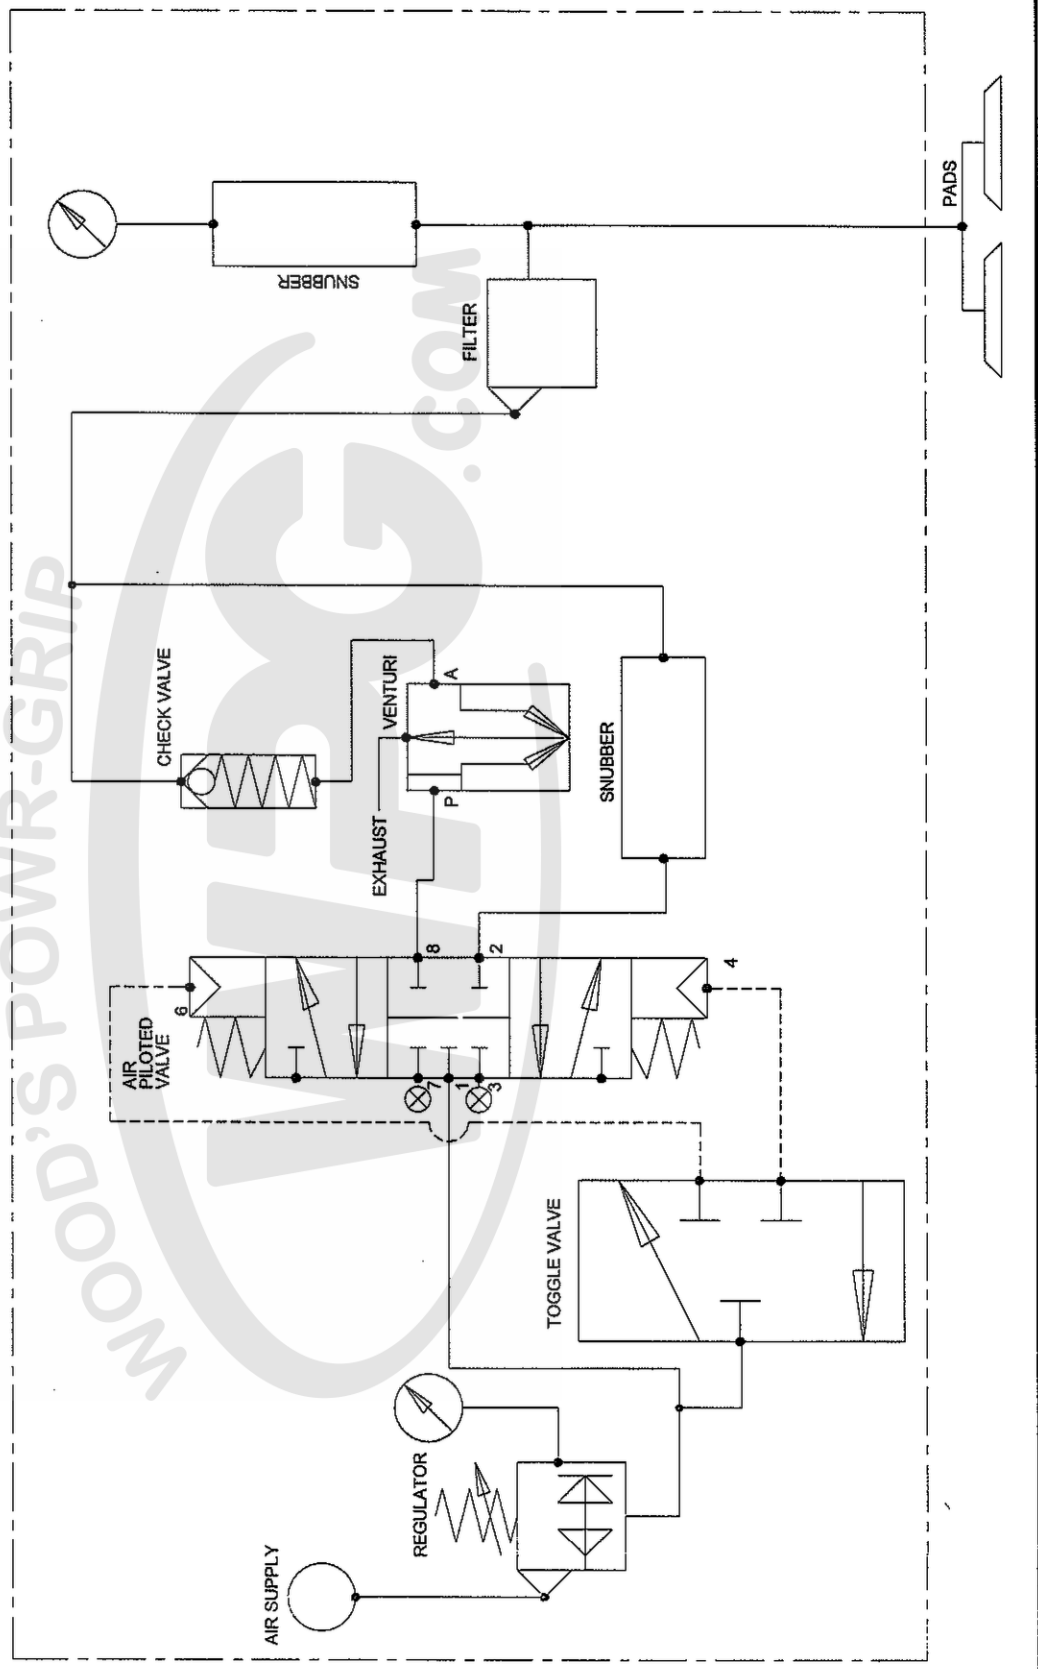 AIR SUPPLY
REGULATOR
TOGGLE VALVE
AIR
PILOTED
VALVE
6
7
1
3
8
2
4
EXHAUST
VENTURI
P
A
CHECK VALVE
SNUBBER
FILTER
SNUBBER
PADS
WOOD'S POWR-GRIP
WPG
.COM